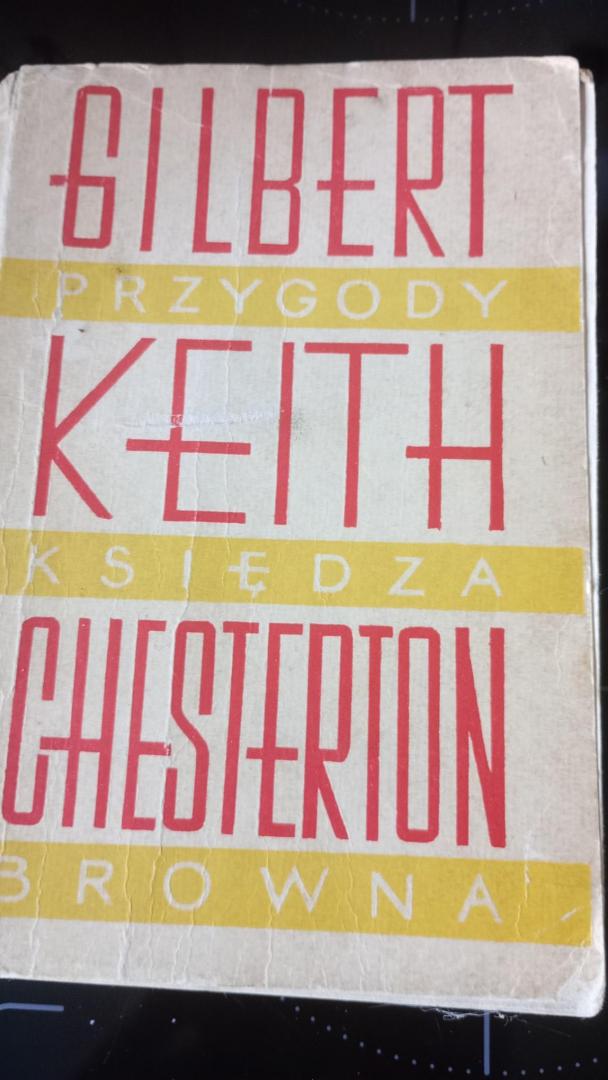 GILBERT
PRZYGODY
KEITH
KSIĘDZA
CHESTERTON
BROWNA